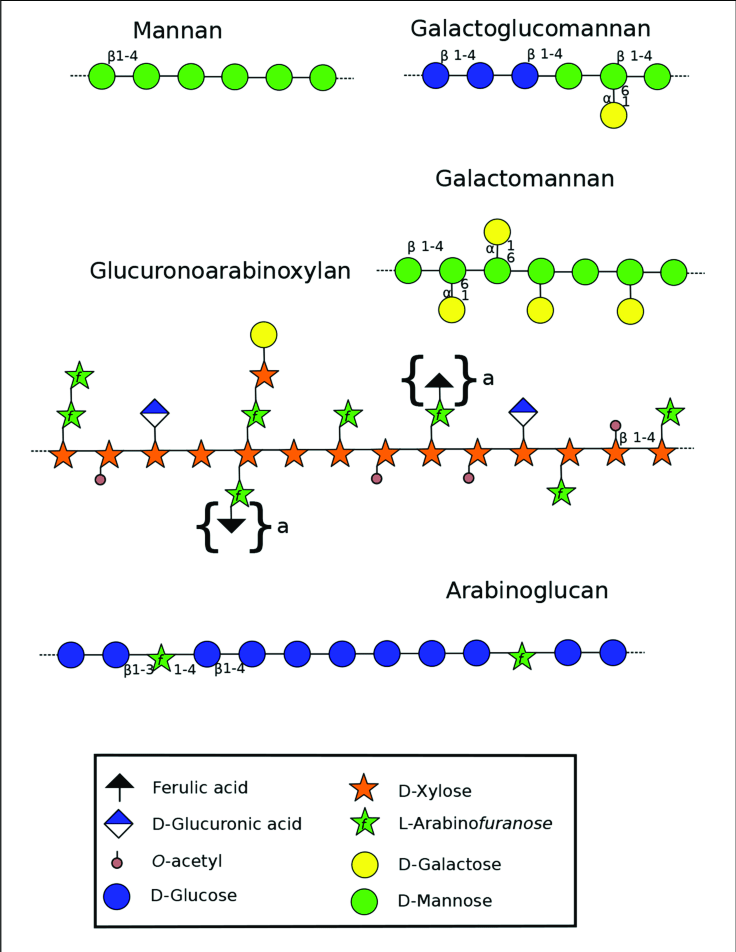 Mannan
β1-4
Galactoglucomannan
β 1-4
β 1-4
β 1-4
6
α 1
Galactomannan
β 1-4
α 1
6
6
α 1
Glucuronoarabinoxylan
f
f
f
f
{ } a
f
f
β 1-4
f
f
{ } a
Arabinoglucan
β1-3
f
1-4
β1-4
f
Ferulic acid
D-Xylose
D-Glucuronic acid
f
L-Arabinofuranose
O-acetyl
D-Galactose
D-Glucose
D-Mannose